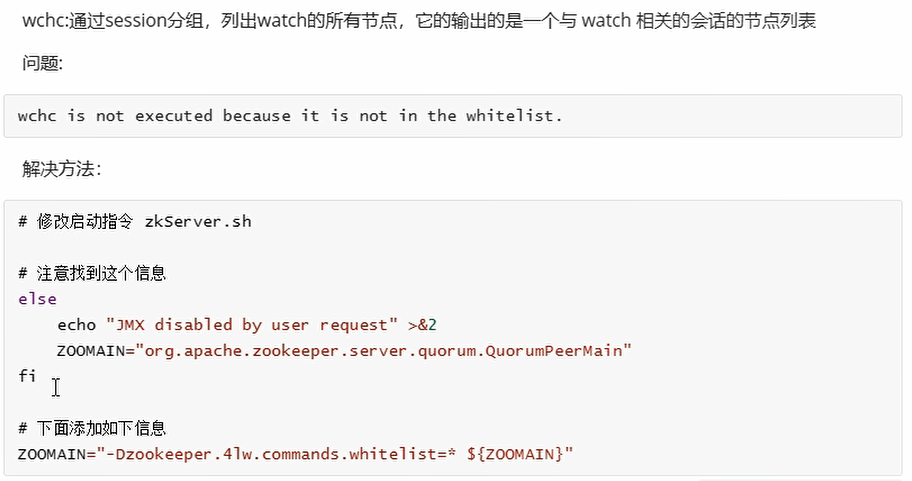 wchc:通过session分组，列出watch的所有节点，它的输出的是一个与 watch 相关的会话的节点列表
问题:
wchc is not executed because it is not in the whitelist.
解决方法：
# 修改启动指令 zkServer.sh
# 注意找到这个信息
else
    echo "JMX disabled by user request" >&2
    ZOOMAIN="org.apache.zookeeper.server.quorum.QuorumPeerMain"
fi
# 下面添加如下信息
ZOOMAIN="-Dzookeeper.4lw.commands.whitelist=* ${ZOOMAIN}"